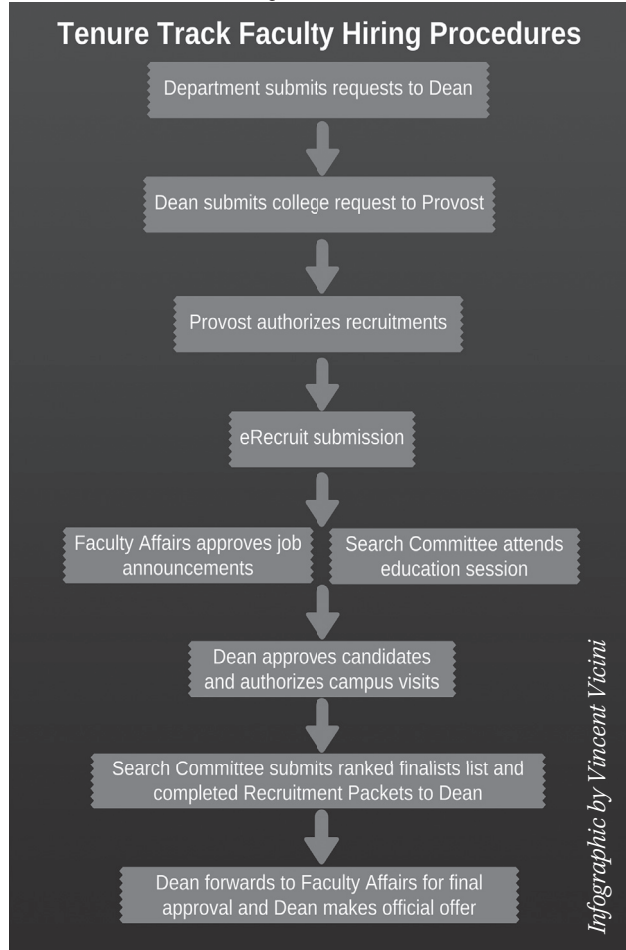 Tenure Track Faculty Hiring Procedures
Department submits requests to Dean
Dean submits college request to Provost
Provost authorizes recruitments
eRecruit submission
Faculty Affairs approves job
announcements
Search Committee attends
education session
Dean approves candidates
and authorizes campus visits
Search Committee submits ranked finalists list and
completed Recruitment Packets to Dean
Dean forwards to Faculty Affairs for final
approval and Dean makes official offer
Infographic by Vincent Vicini